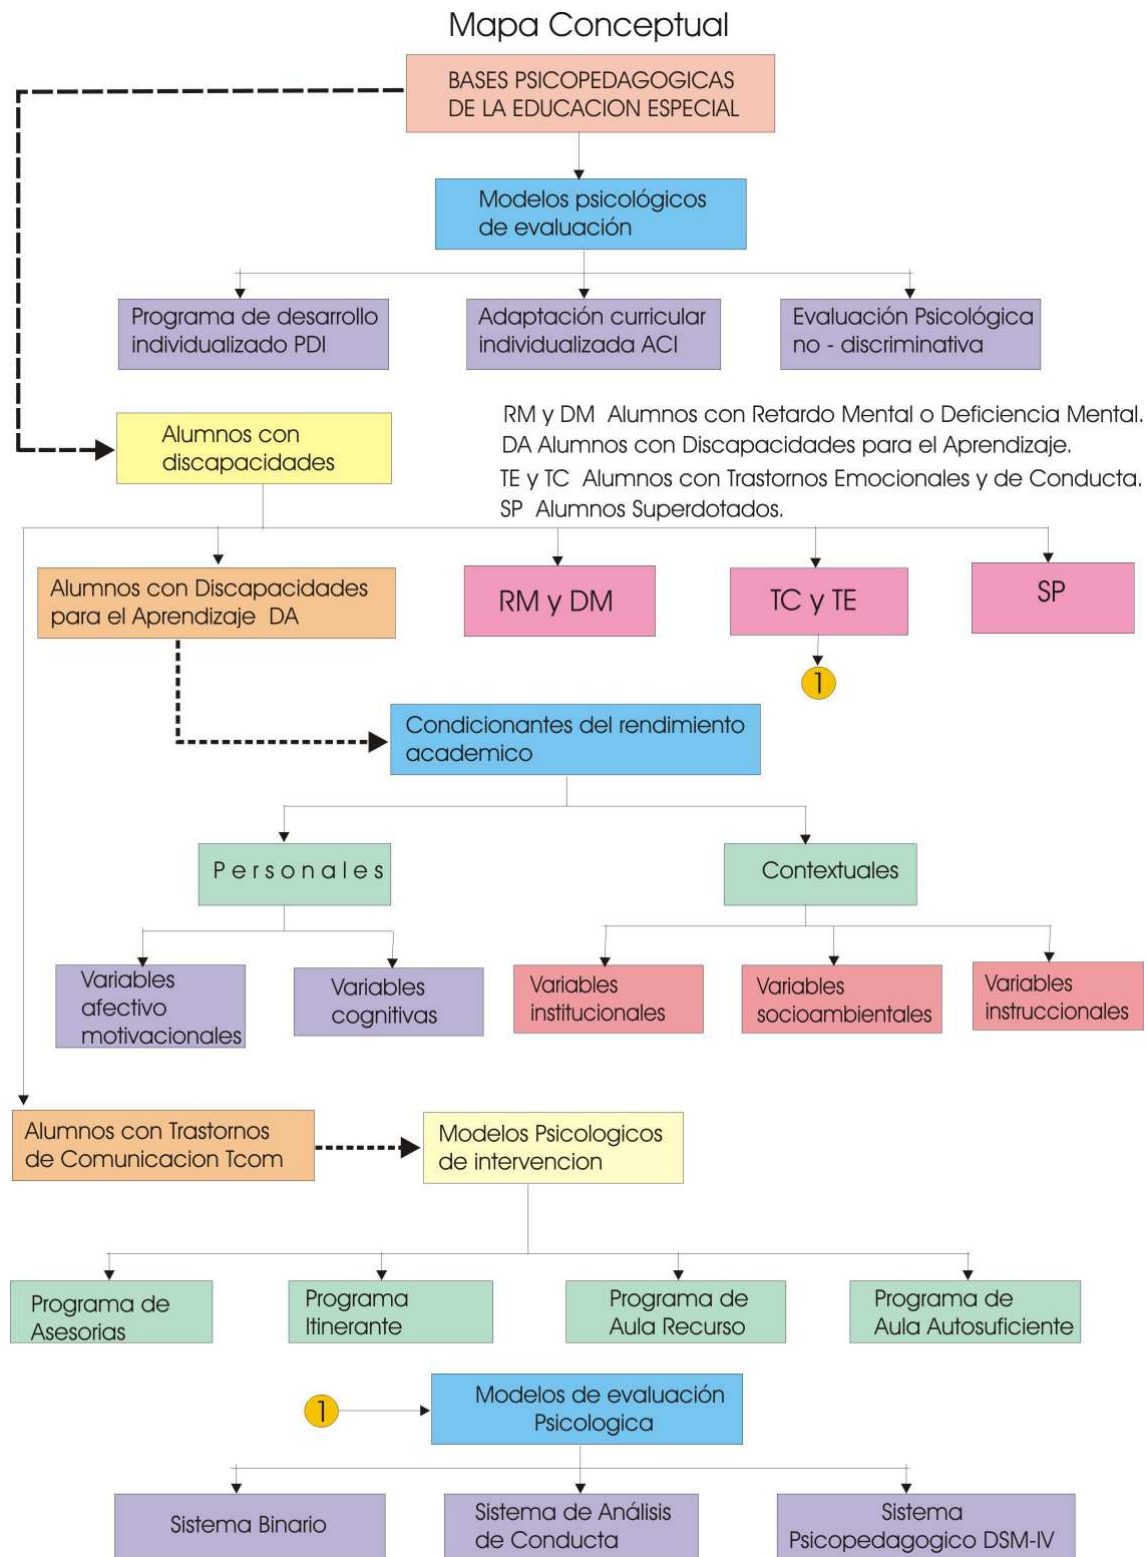 Mapa Conceptual
BASES PSICOPEDAGOGICAS
DE LA EDUCACION ESPECIAL
Modelos psicológicos
de evaluación
Programa de desarrollo
individualizado PDI
Adaptación curricular
individualizada ACI
Evaluación Psicológica
no - discriminativa
RM y DM Alumnos con Retardo Mental o Deficiencia Mental.
DA Alumnos con Discapacidades para el Aprendizaje.
TE y TC Alumnos con Trastornos Emocionales y de Conducta.
SP Alumnos Superdotados.
Alumnos con
discapacidades
Alumnos con Discapacidades
para el Aprendizaje DA
RM y DM
TC y TE
SP
1
Condicionantes del rendimiento
academico
Personales
Contextuales
Variables
afectivo
motivacionales
Variables
cognitivas
Variables
institucionales
Variables
socioambientales
Variables
instruccionales
Alumnos con Trastornos
de Comunicacion Tcom
Modelos Psicologicos
de intervencion
Programa de
Asesorias
Programa
Itinerante
Programa de
Aula Recurso
Programa de
Aula Autosuficiente
1
Modelos de evaluación
Psicologica
Sistema Binario
Sistema de Análisis
de Conducta
Sistema
Psicopedagogico DSM-IV